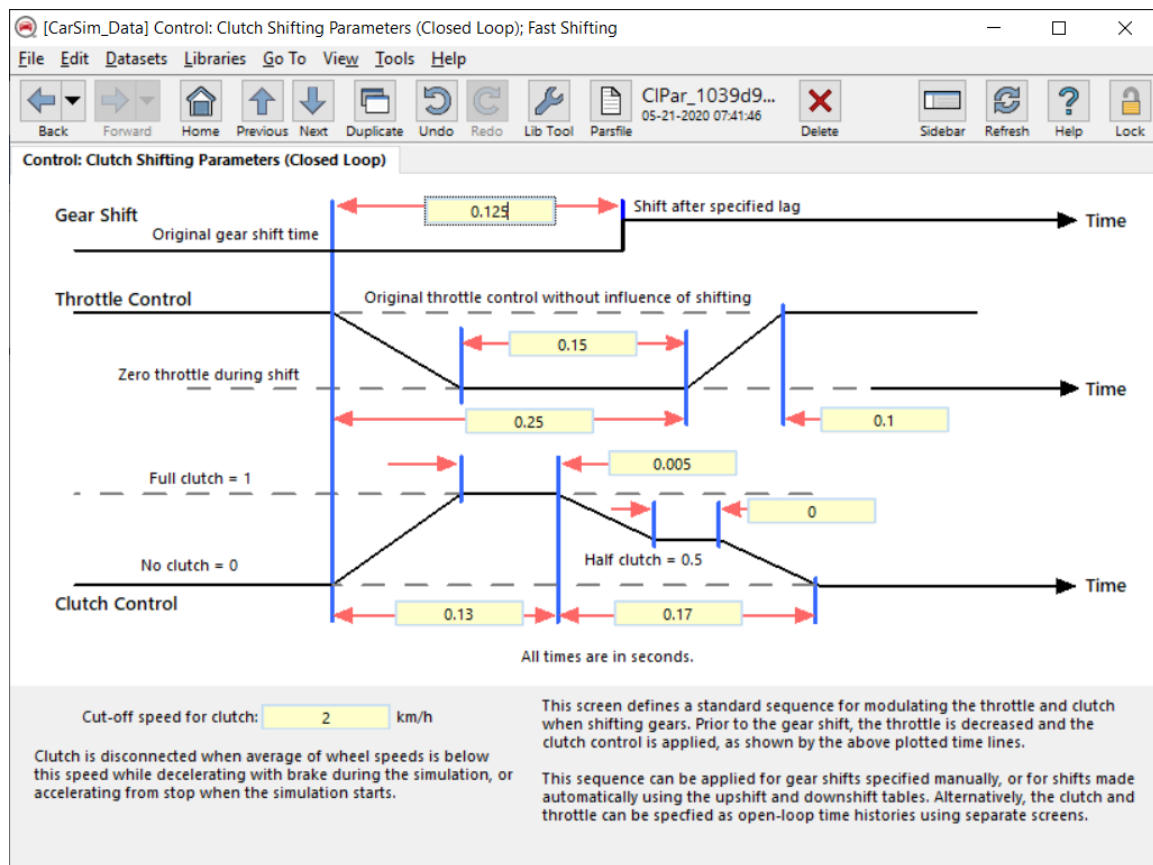 [CarSim_Data] Control: Clutch Shifting Parameters (Closed Loop); Fast Shifting
File Edit Datasets Libraries Go To View Tools Help
Back Forward Home Previous Next Duplicate Undo Redo Lib Tool Parsfile
ClPar_1039d9...
05-21-2020 07:41:46
Delete Sidebar Refresh Help Lock
Control: Clutch Shifting Parameters (Closed Loop)
Gear Shift
0.125
Shift after specified lag
Original gear shift time
Time
Throttle Control
Original throttle control without influence of shifting
0.15
Zero throttle during shift
Time
0.25
0.1
0.005
Full clutch = 1
0
No clutch = 0
Half clutch = 0.5
Time
Clutch Control
0.13
0.17
All times are in seconds.
Cut-off speed for clutch: 2 km/h
Clutch is disconnected when average of wheel speeds is below
this speed while decelerating with brake during the simulation, or
accelerating from stop when the simulation starts.
This screen defines a standard sequence for modulating the throttle and clutch
when shifting gears. Prior to the gear shift, the throttle is decreased and the
clutch control is applied, as shown by the above plotted time lines.
This sequence can be applied for gear shifts specified manually, or for shifts made
automatically using the upshift and downshift tables. Alternatively, the clutch and
throttle can be specfied as open-loop time histories using separate screens.